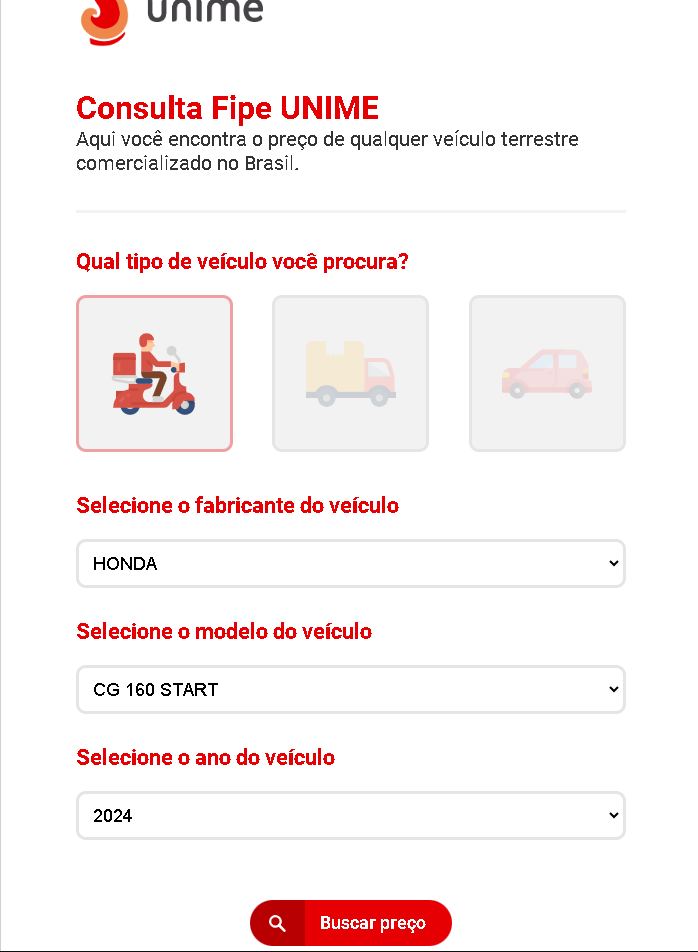 unime
Consulta Fipe UNIME
Aqui você encontra o preço de qualquer veículo terrestre
comercializado no Brasil.
Qual tipo de veículo você procura?
Selecione o fabricante do veículo
HONDA
Selecione o modelo do veículo
CG 160 START
Selecione o ano do veículo
2024
Buscar preço